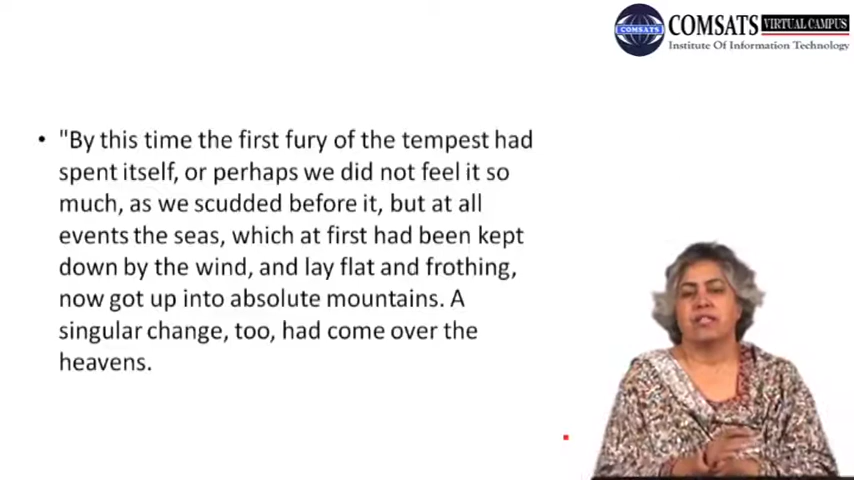 COMSATS VIRTUAL CAMPUS
Institute Of Information Technology
COMSATS
• "By this time the first fury of the tempest had
spent itself, or perhaps we did not feel it so
much, as we scudded before it, but at all
events the seas, which at first had been kept
down by the wind, and lay flat and frothing,
now got up into absolute mountains. A
singular change, too, had come over the
heavens.